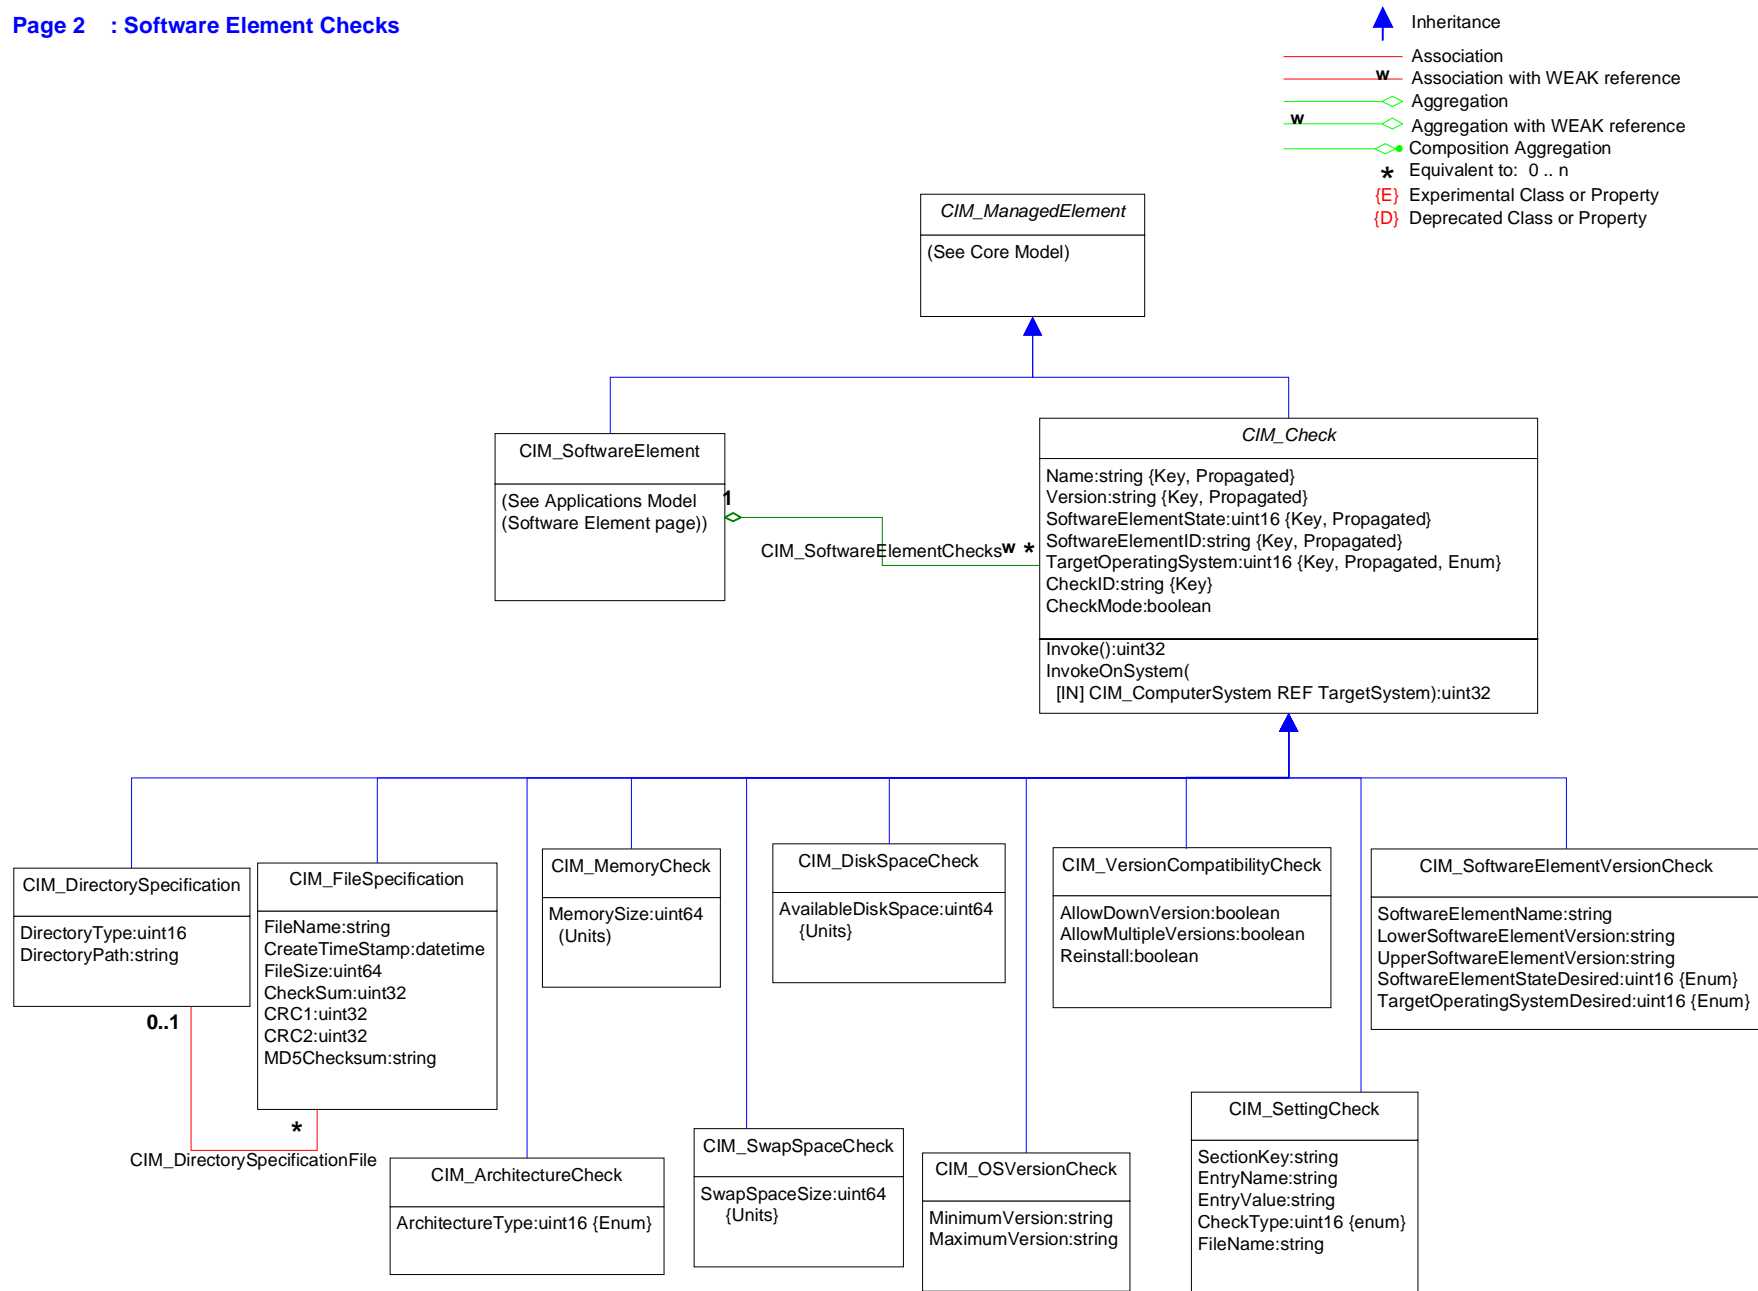 Page 2 : Software Element Checks
Inheritance
Association
w Association with WEAK reference
Aggregation
w Aggregation with WEAK reference
Composition Aggregation
* Equivalent to: 0 .. n
{E} Experimental Class or Property
{D} Deprecated Class or Property
CIM_ManagedElement
(See Core Model)
CIM_SoftwareElement
(See Applications Model
(Software Element page))
1
CIM_SoftwareElementChecks
w *
CIM_Check
Name:string {Key, Propagated}
Version:string {Key, Propagated}
SoftwareElementState:uint16 {Key, Propagated}
SoftwareElementID:string {Key, Propagated}
TargetOperatingSystem:uint16 {Key, Propagated, Enum}
CheckID:string {Key}
CheckMode:boolean
Invoke():uint32
InvokeOnSystem(
[IN] CIM_ComputerSystem REF TargetSystem):uint32
CIM_DirectorySpecification
DirectoryType:uint16
DirectoryPath:string
0..1
CIM_FileSpecification
FileName:string
CreateTimeStamp:datetime
FileSize:uint64
CheckSum:uint32
CRC1:uint32
CRC2:uint32
MD5Checksum:string
*
CIM_DirectorySpecificationFile
CIM_MemoryCheck
MemorySize:uint64
(Units)
CIM_DiskSpaceCheck
AvailableDiskSpace:uint64
{Units}
CIM_VersionCompatibilityCheck
AllowDownVersion:boolean
AllowMultipleVersions:boolean
Reinstall:boolean
CIM_SoftwareElementVersionCheck
SoftwareElementName:string
LowerSoftwareElementVersion:string
UpperSoftwareElementVersion:string
SoftwareElementStateDesired:uint16 {Enum}
TargetOperatingSystemDesired:uint16 {Enum}
CIM_ArchitectureCheck
ArchitectureType:uint16 {Enum}
CIM_SwapSpaceCheck
SwapSpaceSize:uint64
{Units}
CIM_OSVersionCheck
MinimumVersion:string
MaximumVersion:string
CIM_SettingCheck
SectionKey:string
EntryName:string
EntryValue:string
CheckType:uint16 {enum}
FileName:string